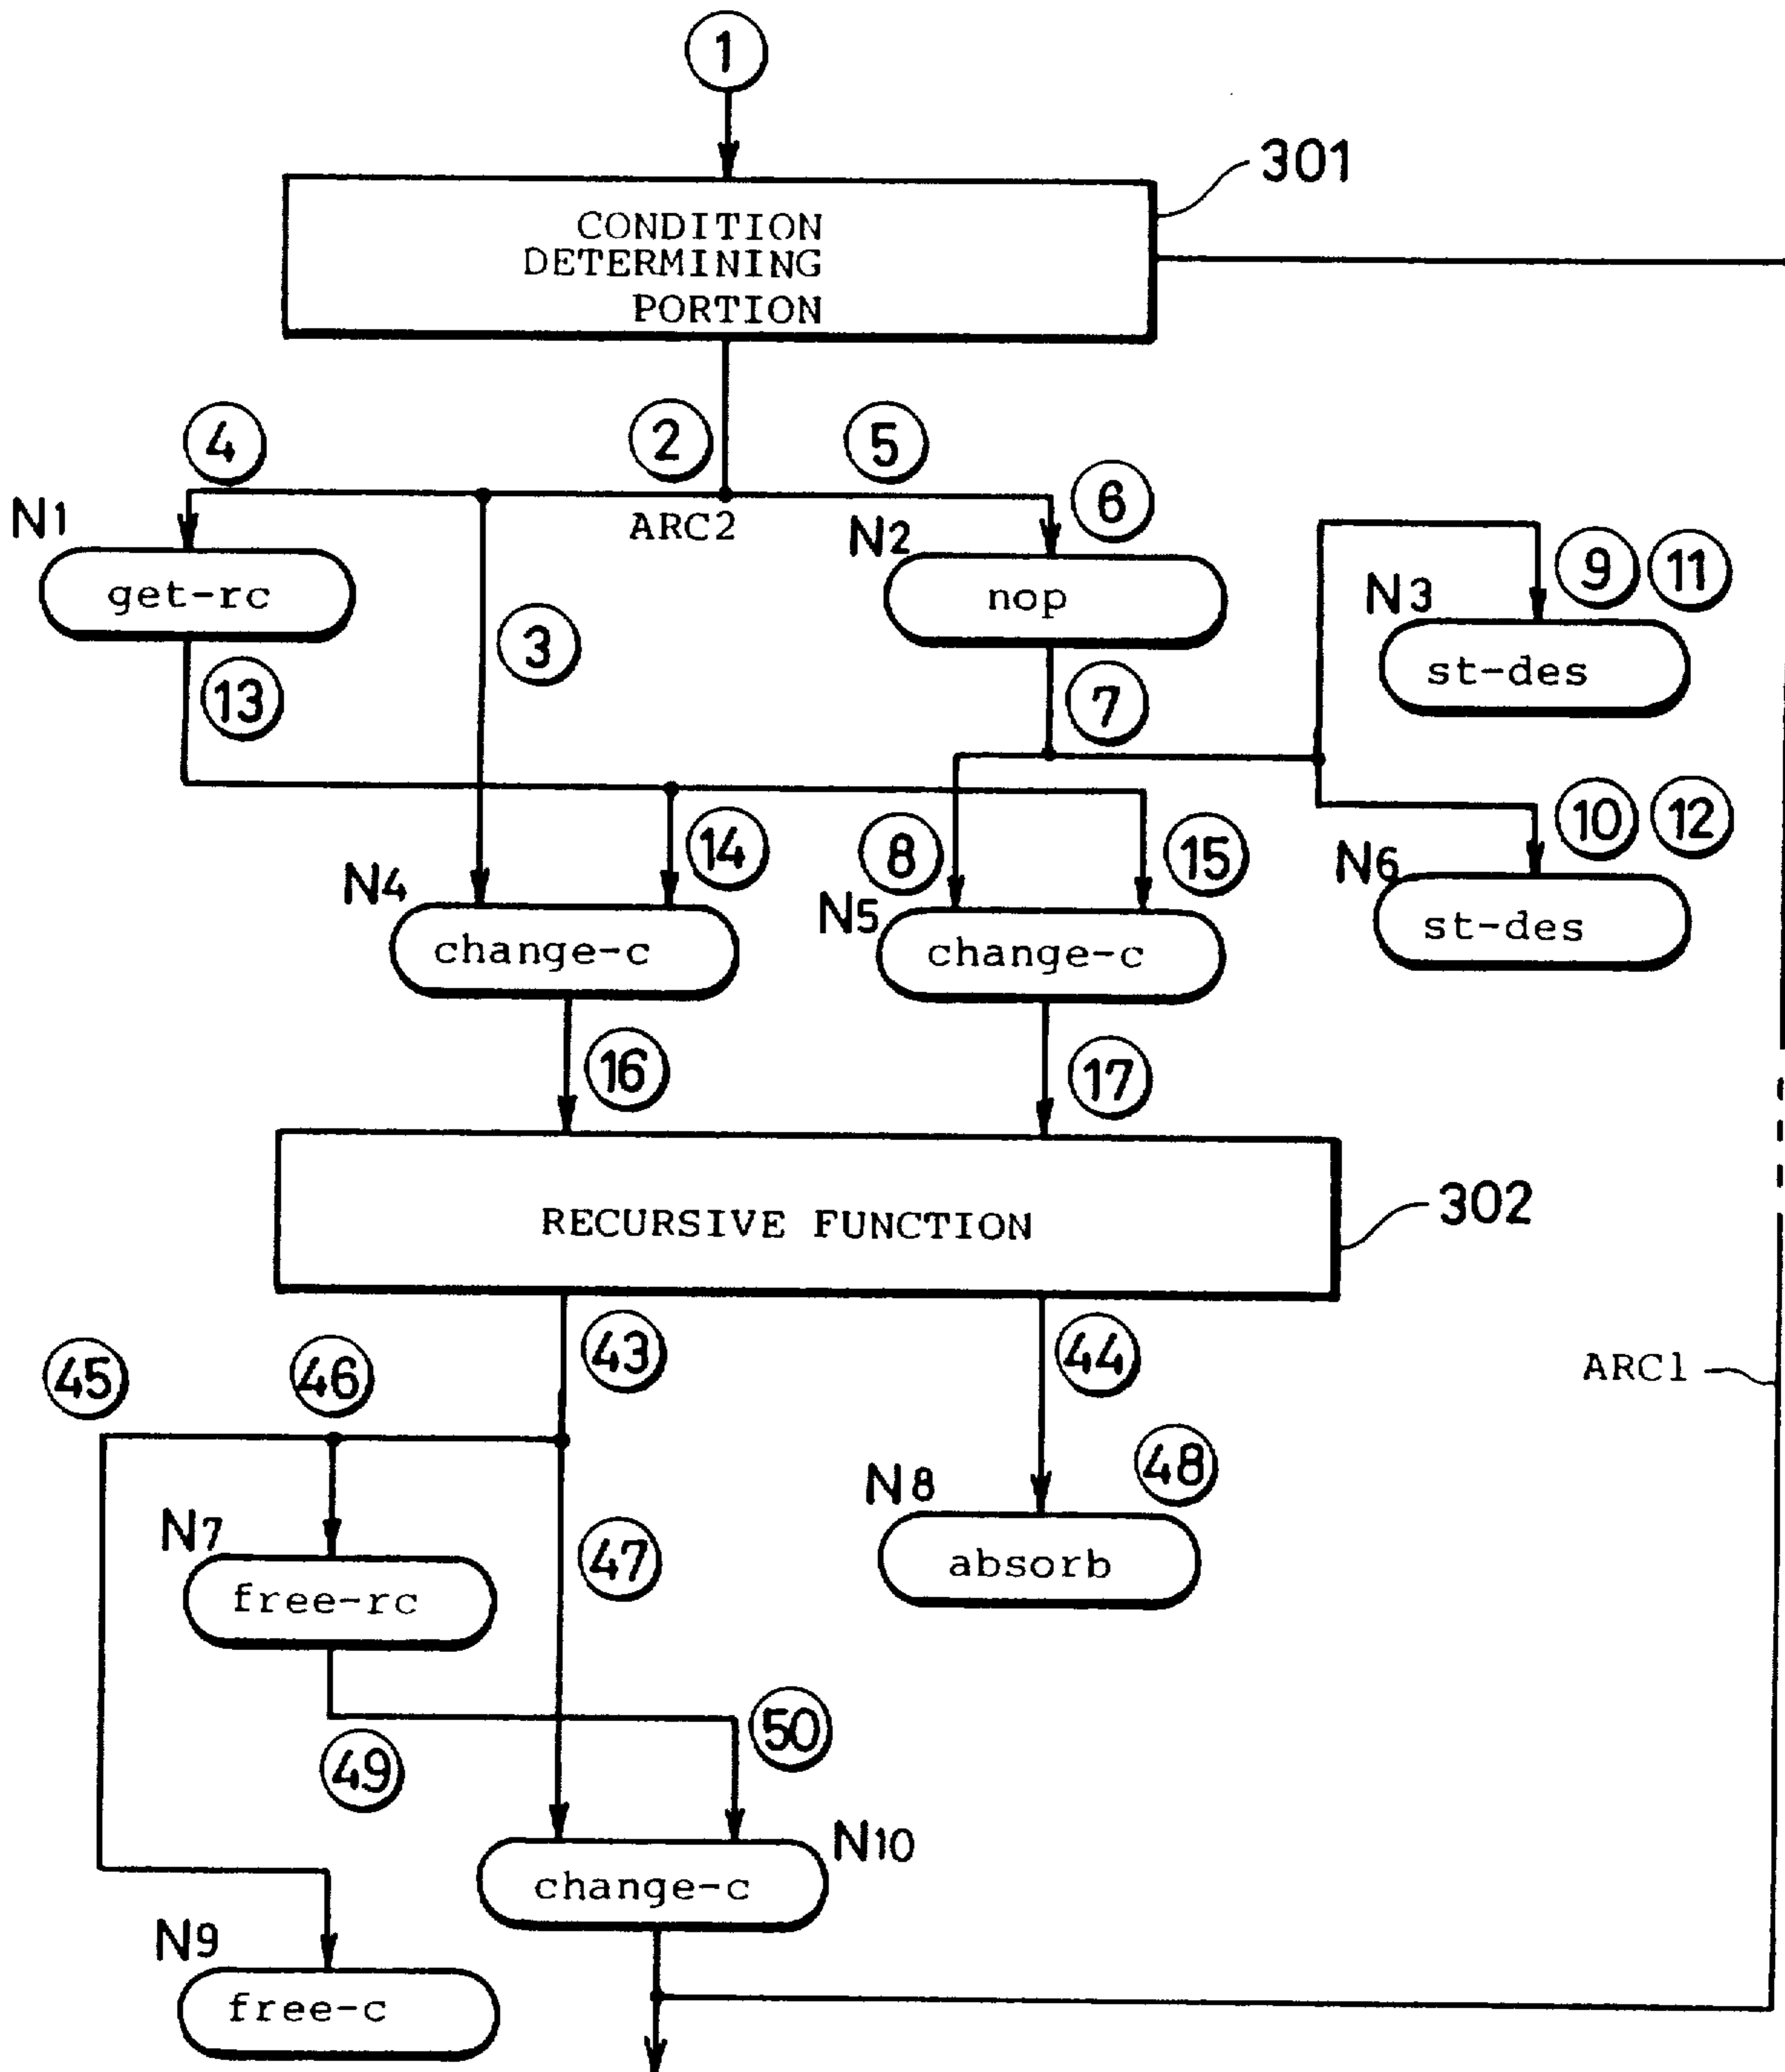 1
301
CONDITION
DETERMINING
PORTION
4
2
5
6
N1
ARC2
N2
9
11
get-rc
nop
N3
3
st-des
13
7
10
12
14
8
15
N4
N5
N6
change-c
change-c
st-des
16
17
RECURSIVE FUNCTION
302
45
46
43
44
ARC1
48
N7
N8
47
free-rc
absorb
49
50
N10
change-c
N9
free-c